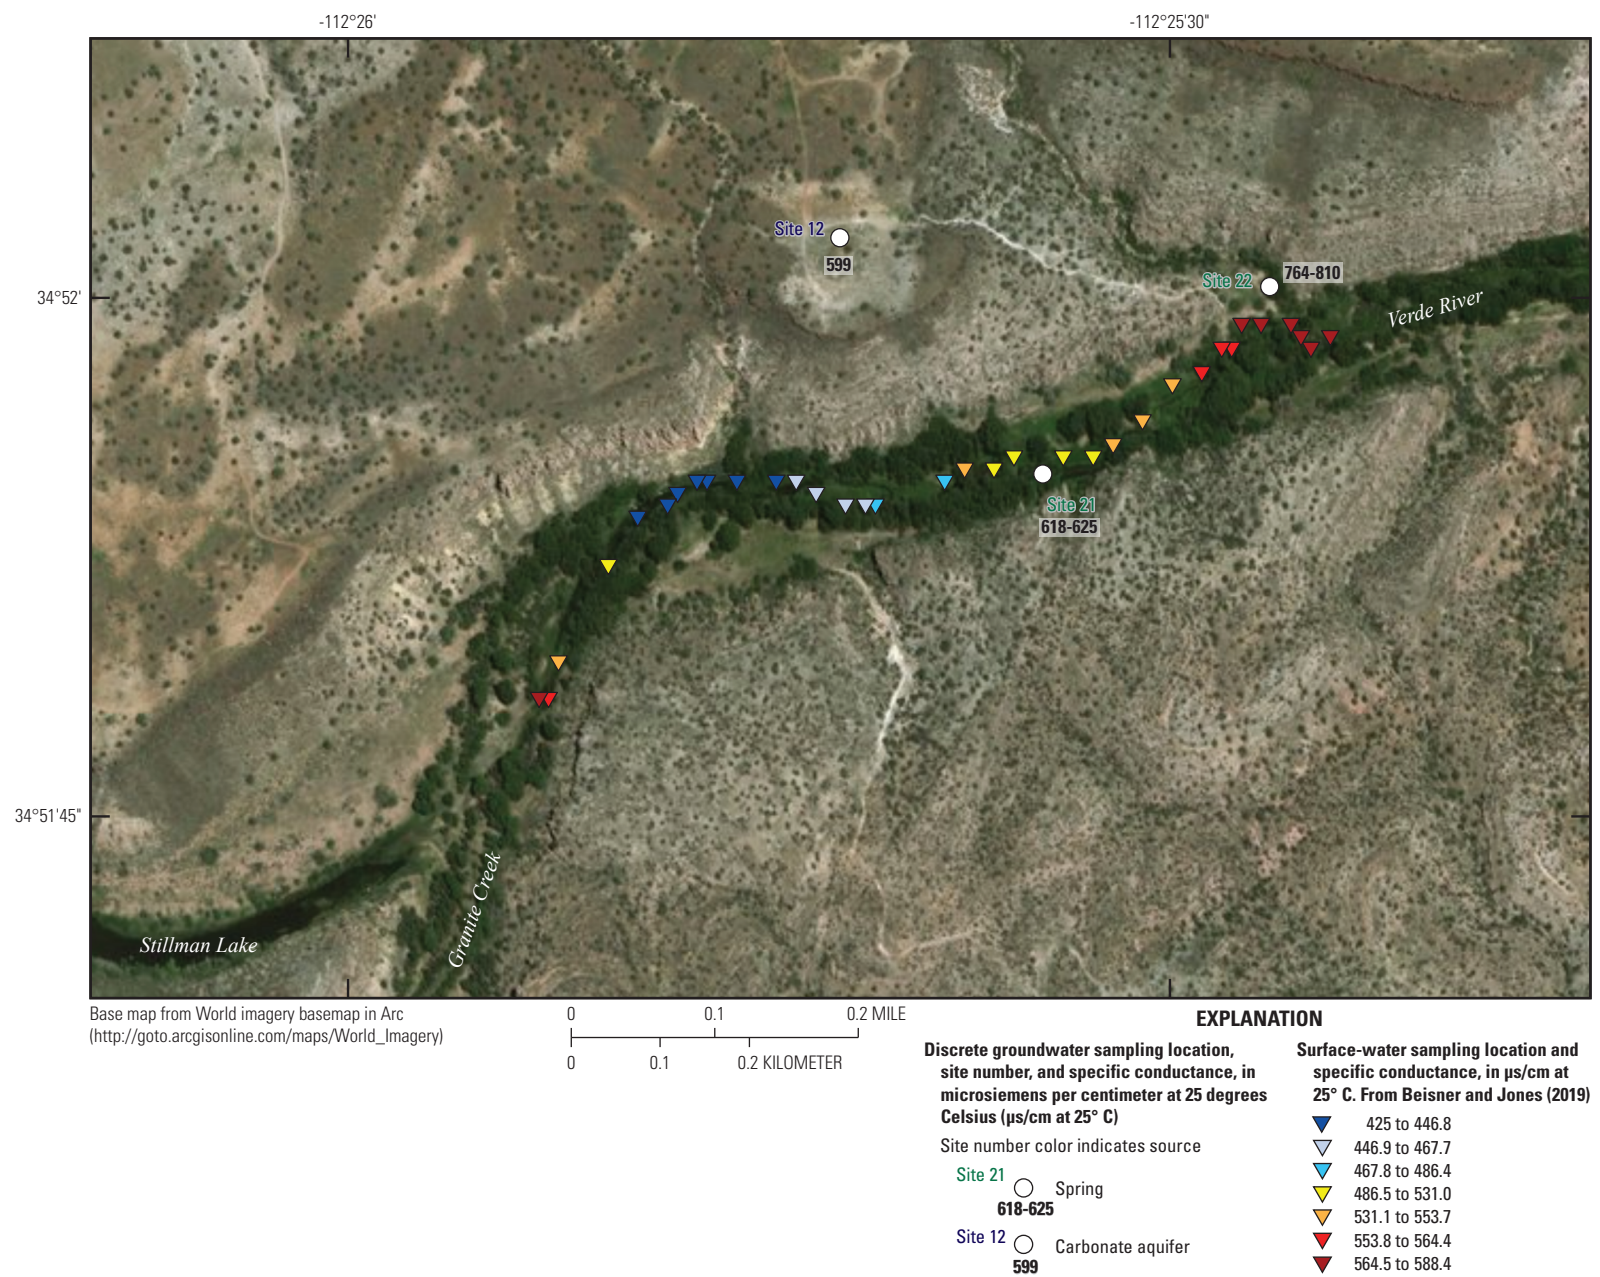 -112°26'
-112°25'30"
Site 12
599
Site 22
764-810
34°52'
Verde River
Site 21
618-625
34°51'45"
Granite Creek
Stillman Lake
Base map from World imagery basemap in Arc
(http://goto.arcgisonline.com/maps/World_Imagery)
0 0.1 0.2 MILE
0 0.1 0.2 KILOMETER
EXPLANATION
Discrete groundwater sampling location,
site number, and specific conductance, in
microsiemens per centimeter at 25 degrees
Celsius (µs/cm at 25° C)
Site number color indicates source
Site 21
Spring
618-625
Site 12
Carbonate aquifer
599
Surface-water sampling location and
specific conductance, in µs/cm at
25° C. From Beisner and Jones (2019)
425 to 446.8
446.9 to 467.7
467.8 to 486.4
486.5 to 531.0
531.1 to 553.7
553.8 to 564.4
564.5 to 588.4